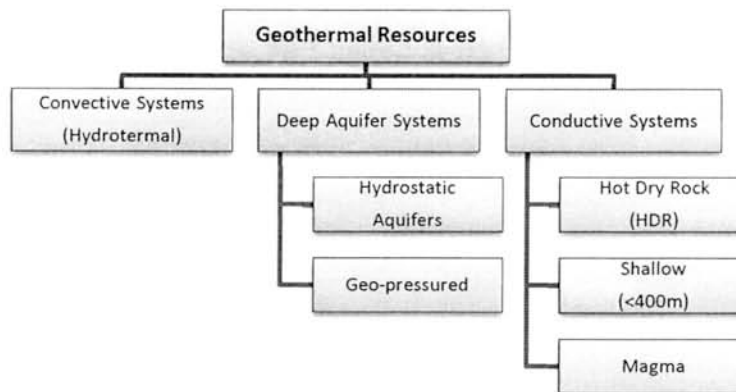 Geothermal Resources
Convective Systems
(Hydrotermal)
Deep Aquifer Systems
Hydrostatic
Aquifers
Geo-pressured
Conductive Systems
Hot Dry Rock
(HDR)
Shallow
(<400m)
Magma